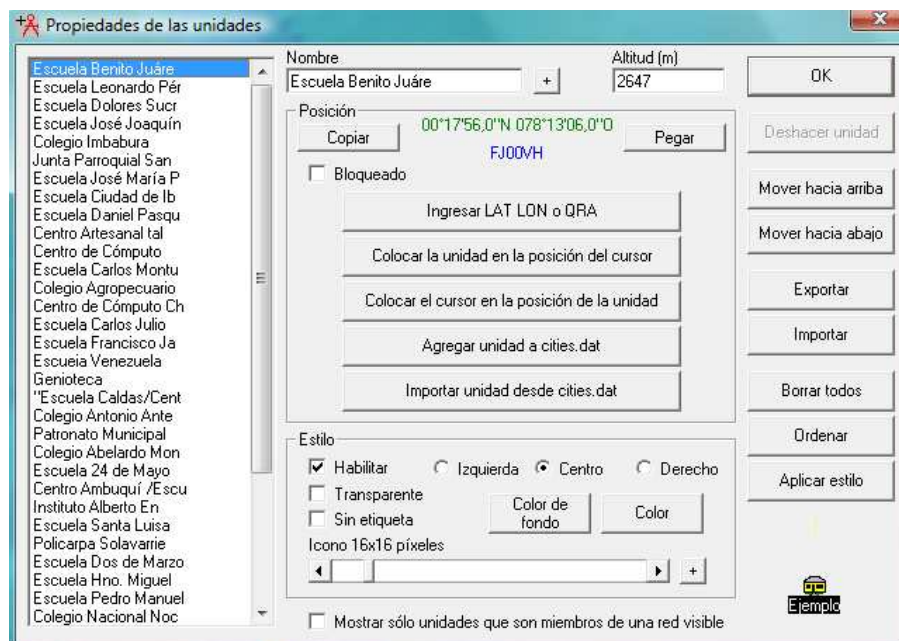 Propiedades de las unidades
Escuela Benito Juáre
Escuela Leonardo Pér
Escuela Dolores Sucr
Escuela José Joaquín
Colegio Imbabura
Junta Parroquial San
Escuela José María P
Escuela Ciudad de Ib
Escuela Daniel Pasqu
Centro Artesanal tal
Centro de Cómputo
Escuela Carlos Montu
Colegio Agropecuario
Centro de Cómputo Ch
Escuela Carlos Julio
Escuela Francisco Ja
Escueia Venezuela
Genioteca
"Escuela Caldas/Cent
Colegio Antonio Ante
Patronato Municipal
Colegio Abelardo Mon
Escuela 24 de Mayo
Centro Ambuquí /Escu
Instituto Alberto En
Escuela Santa Luisa
Policarpa Solavarrie
Escuela Dos de Marzo
Escuela Hno. Miguel
Escuela Pedro Manuel
Colegio Nacional Noc
Nombre
Escuela Benito Juáre
+
Altitud (m)
2647
Posición
Copiar
00°17'56,0"N 078°13'06,0"O
FJ00VH
Pegar
Bloqueado
Ingresar LAT LON o QRA
Colocar la unidad en la posición del cursor
Colocar el cursor en la posición de la unidad
Agregar unidad a cities.dat
Importar unidad desde cities.dat
Estilo
Habilitar
Izquierda
Centro
Derecho
Transparente
Sin etiqueta
Color de
fondo
Color
Icono 16x16 píxeles
+
Mostrar sólo unidades que son miembros de una red visible
OK
Deshacer unidad
Mover hacia arriba
Mover hacia abajo
Exportar
Importar
Borrar todos
Ordenar
Aplicar estilo
Ejemplo